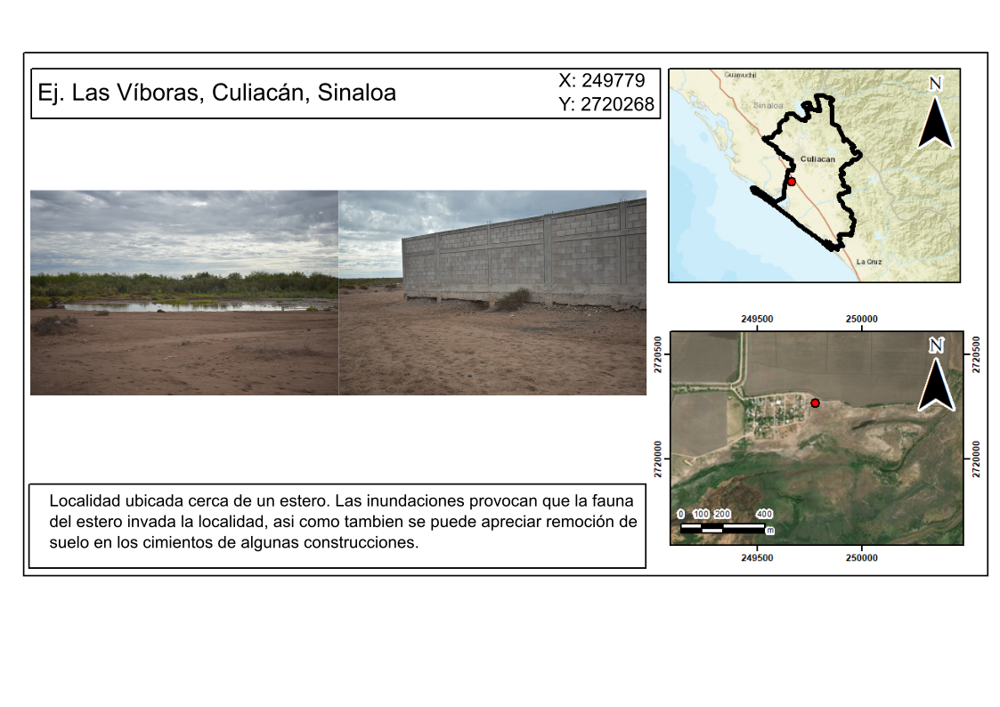 Ej. Las Víboras, Culiacán, Sinaloa
X: 249779
Y: 2720268
Guamuchil
N
Sinaloa
Culiacan
La Cruz
249500 250000
2720500 2720500
N
2720000 2720000
0 100 200 400
m
249500 250000
Localidad ubicada cerca de un estero. Las inundaciones provocan que la fauna
del estero invada la localidad, asi como tambien se puede apreciar remoción de
suelo en los cimientos de algunas construcciones.